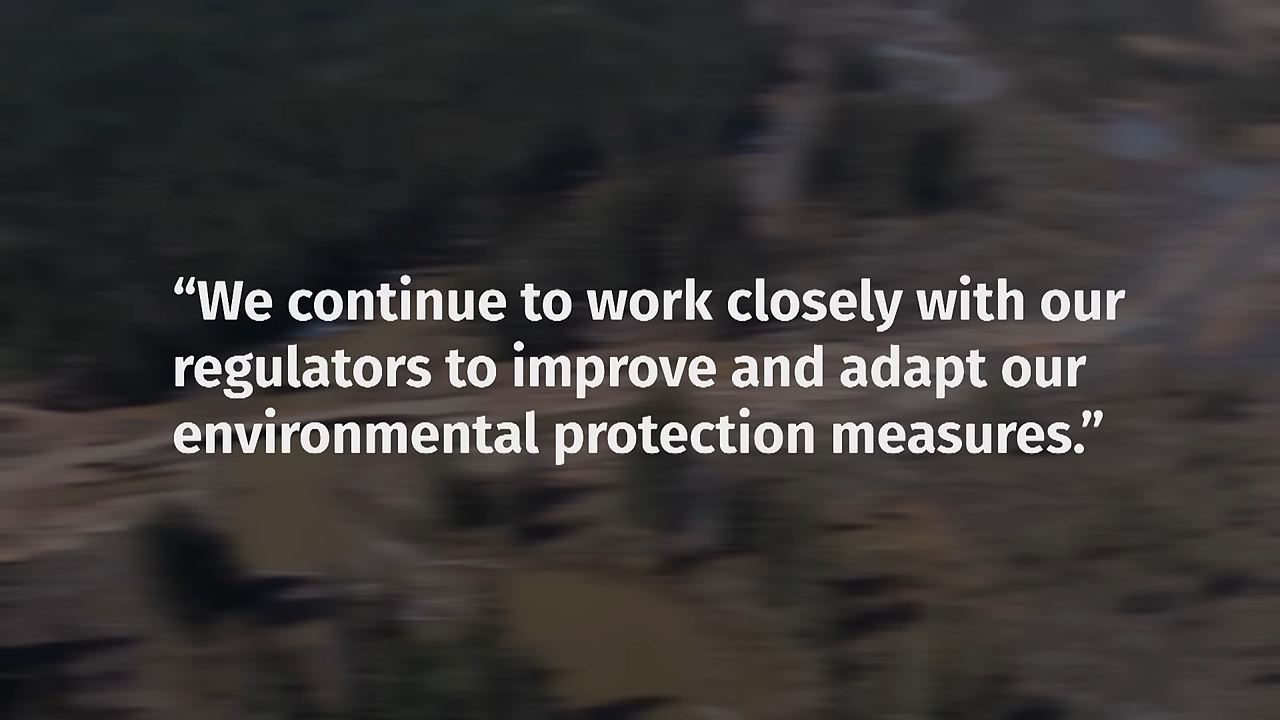 “We continue to work closely with our
regulators to improve and adapt our
environmental protection measures.”